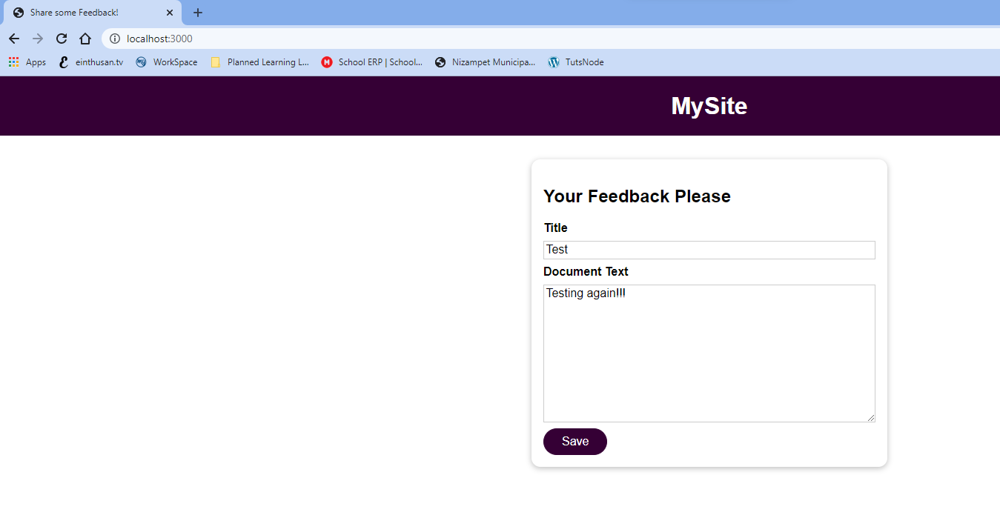 Share some Feedback!
localhost:3000
Apps einthusan.tv WorkSpace Planned Learning L... School ERP | School... Nizampet Municipa... TutsNode
MySite
Your Feedback Please
Title
Test
Document Text
Testing again!!!
Save